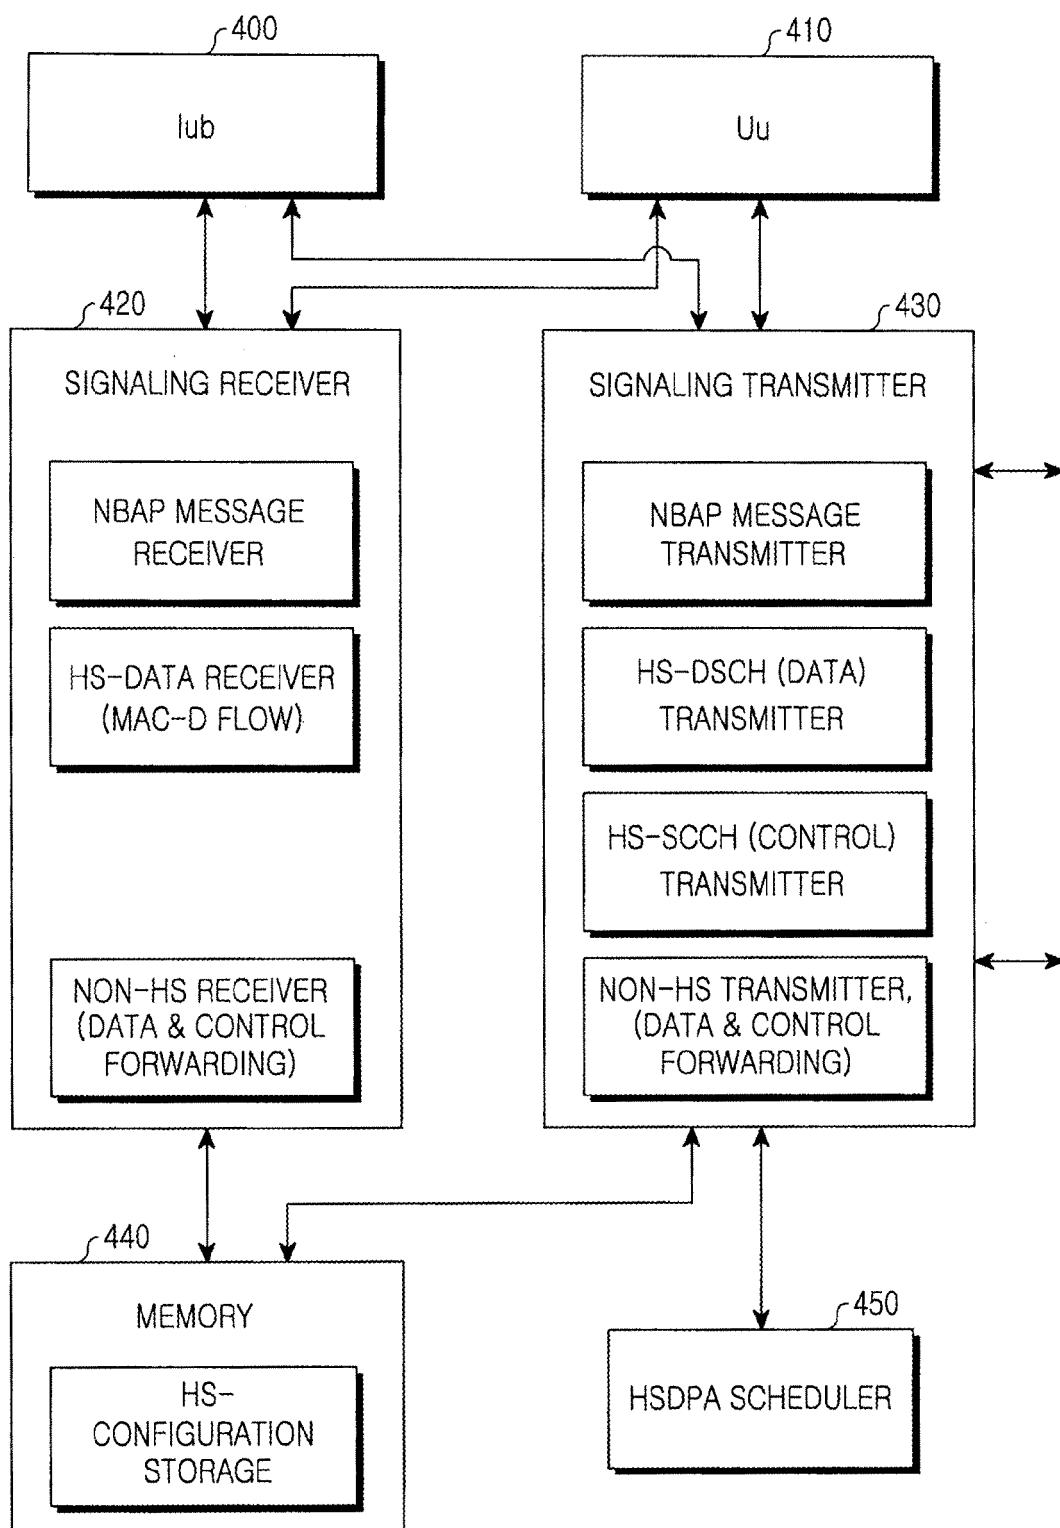 400
410
Iub
Uu
420
430
SIGNALING RECEIVER
SIGNALING TRANSMITTER
NBAP MESSAGE
RECEIVER
NBAP MESSAGE
TRANSMITTER
HS-DATA RECEIVER
(MAC-D FLOW)
HS-DSCH (DATA)
TRANSMITTER
HS-SCCH (CONTROL)
TRANSMITTER
NON-HS RECEIVER
(DATA & CONTROL
FORWARDING)
NON-HS TRANSMITTER,
(DATA & CONTROL
FORWARDING)
440
MEMORY
HS-
CONFIGURATION
STORAGE
450
HSDPA SCHEDULER